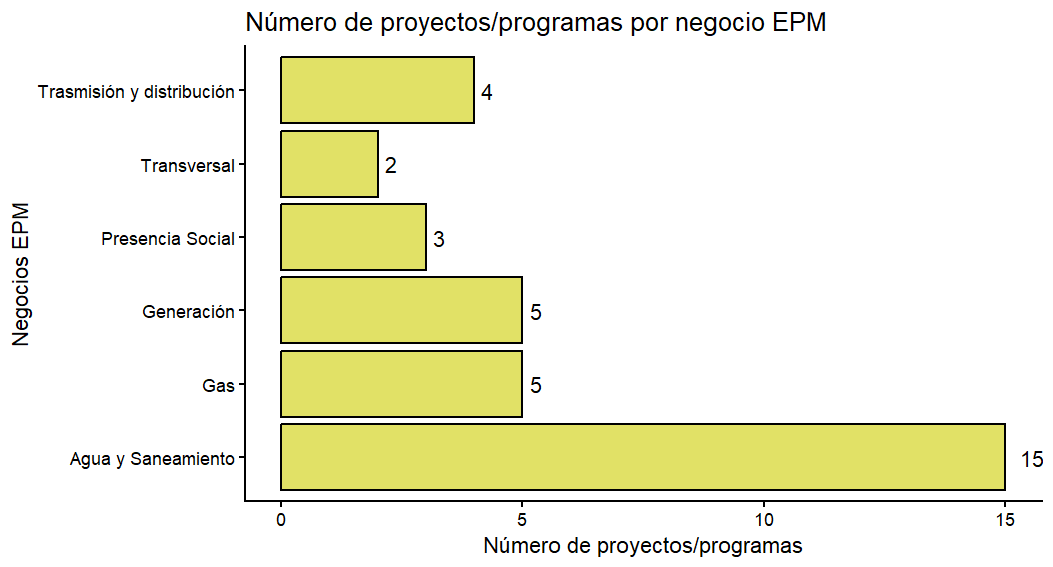 Número de proyectos/programas por negocio EPM
Negocios EPM
Trasmisión y distribución
4
Transversal
2
Presencia Social
3
Generación
5
Gas
5
Agua y Saneamiento
15
0
5
10
15
Número de proyectos/programas